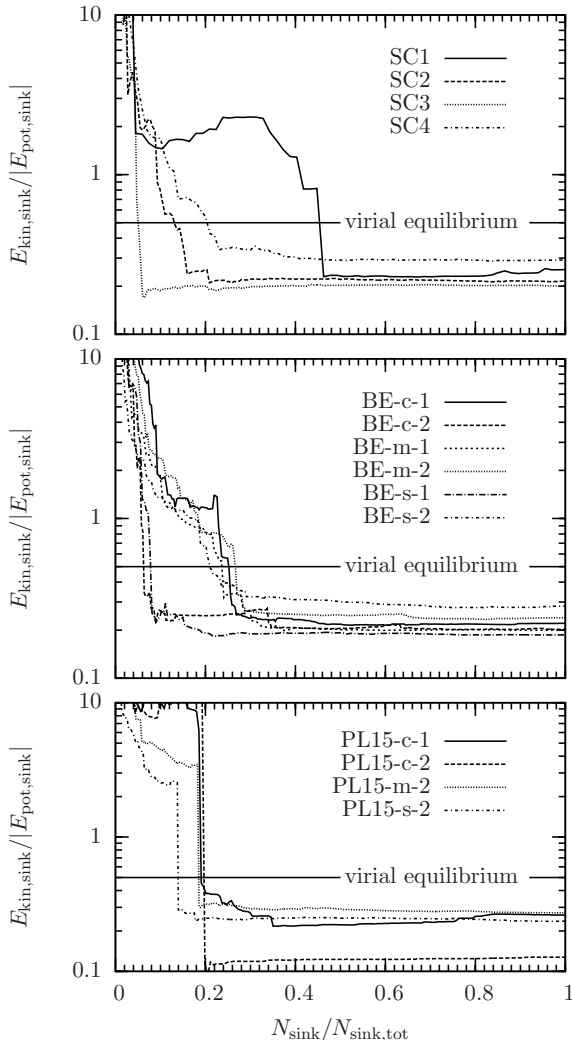 10
SC1
SC2
SC3
SC4
E_kin,sink/|E_pot,sink|
1
virial equilibrium
0.1
10
BE-c-1
BE-c-2
BE-m-1
BE-m-2
BE-s-1
BE-s-2
E_kin,sink/|E_pot,sink|
1
virial equilibrium
0.1
10
PL15-c-1
PL15-c-2
PL15-m-2
PL15-s-2
E_kin,sink/|E_pot,sink|
1
virial equilibrium
0.1
0 0.2 0.4 0.6 0.8 1
N_sink/N_sink,tot